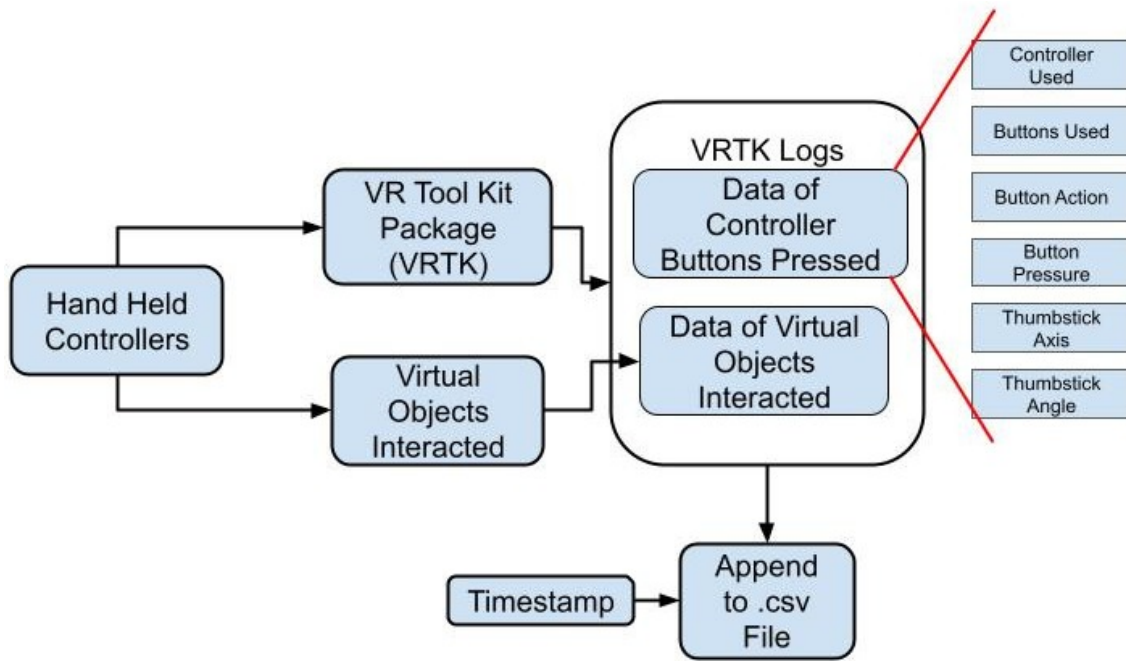 Hand Held
Controllers
VR Tool Kit
Package
(VRTK)
Virtual
Objects
Interacted
VRTK Logs
Data of
Controller
Buttons Pressed
Data of Virtual
Objects
Interacted
Controller
Used
Buttons Used
Button Action
Button
Pressure
Thumbstick
Axis
Thumbstick
Angle
Timestamp
Append
to .csv
File